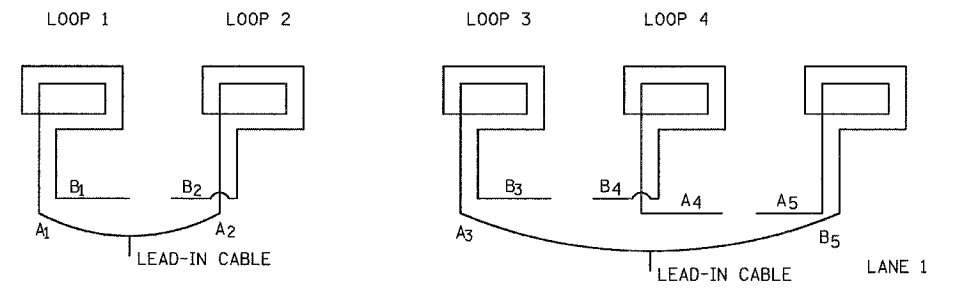 LOOP 1
LOOP 2
LOOP 3
LOOP 4
B1
B2
B3
B4
A4
A5
A1
A2
A3
B5
LEAD-IN CABLE
LEAD-IN CABLE
LANE 1